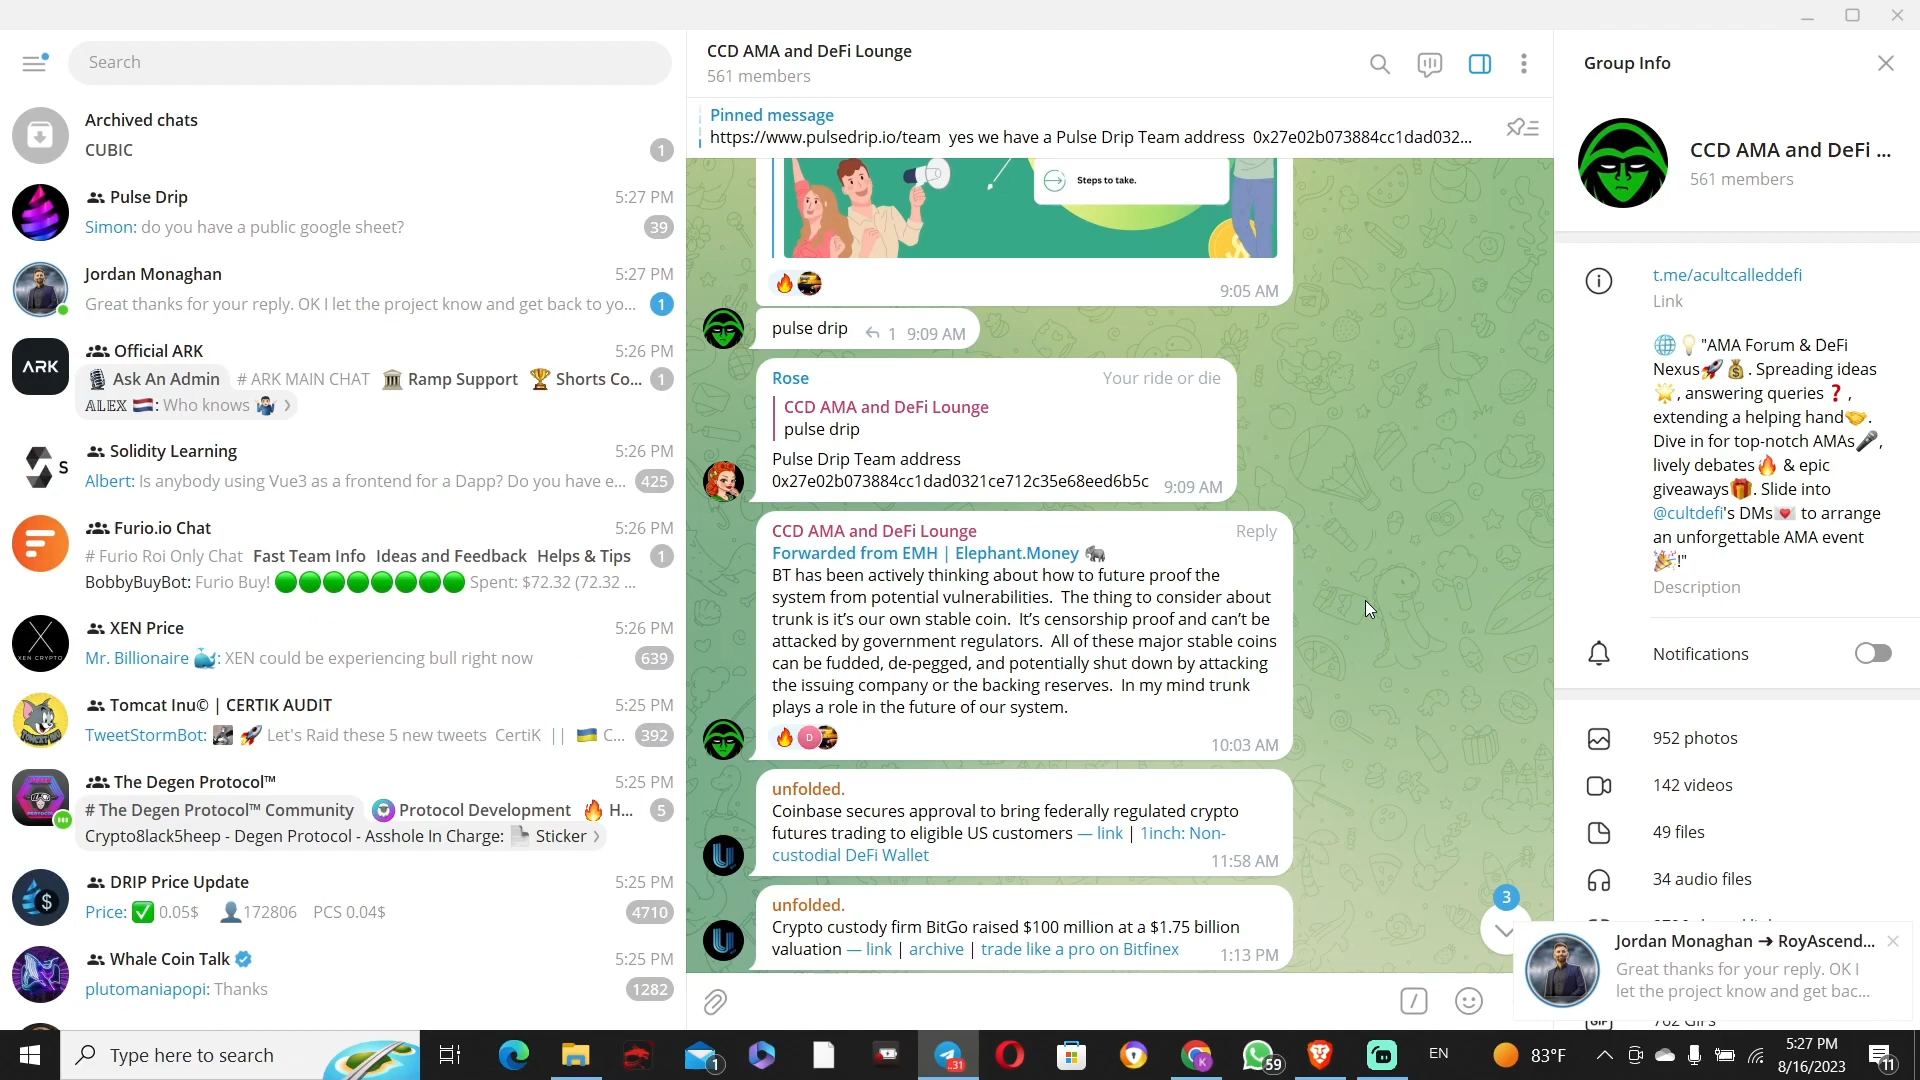 Search
Archived chats
CUBIC
1
Pulse Drip
5:27 PM
Simon: do you have a public google sheet?
39
Jordan Monaghan
5:27 PM
Great thanks for your reply. OK I let the project know and get back to yo...
1
ARK
Official ARK
5:26 PM
Ask An Admin # ARK MAIN CHAT Ramp Support Shorts Co...
1
ALEX: Who knows
S
Solidity Learning
5:26 PM
Albert: Is anybody using Vue3 as a frontend for a Dapp? Do you have e...
425
Furio.io Chat
5:26 PM
# Furio Roi Only Chat Fast Team Info Ideas and Feedback Helps & Tips
1
BobbyBuyBot: Furio Buy! Spent: $72.32 (72.32 ...
XEN CRYPTO
XEN Price
5:26 PM
Mr. Billionaire 🐳: XEN could be experiencing bull right now
639
Tomcat Inu© | CERTIK AUDIT
5:25 PM
TweetStormBot: Let's Raid these 5 new tweets CertiK || C...
392
The Degen Protocol™
5:25 PM
# The Degen Protocol™ Community Protocol Development H...
5
Crypto8lack5heep - Degen Protocol - Asshole In Charge: Sticker
DRIP Price Update
5:25 PM
Price: ✅ 0.05$ 👤172806 PCS 0.04$
4710
Whale Coin Talk
5:25 PM
plutomaniapopi: Thanks
1282
CCD AMA and DeFi Lounge
561 members
Pinned message
https://www.pulsedrip.io/team yes we have a Pulse Drip Team address 0x27e02b073884cc1dad032...
Steps to take.
9:05 AM
pulse drip
1 9:09 AM
Rose
Your ride or die
CCD AMA and DeFi Lounge
pulse drip
Pulse Drip Team address
0x27e02b073884cc1dad0321ce712c35e68eed6b5c
9:09 AM
CCD AMA and DeFi Lounge
Reply
Forwarded from EMH | Elephant.Money 🐘
BT has been actively thinking about how to future proof the
system from potential vulnerabilities. The thing to consider about
trunk is it’s our own stable coin. It’s censorship proof and can’t be
attacked by government regulators. All of these major stable coins
can be fudded, de-pegged, and potentially shut down by attacking
the issuing company or the backing reserves. In my mind trunk
plays a role in the future of our system.
D
10:03 AM
unfolded.
Coinbase secures approval to bring federally regulated crypto
futures trading to eligible US customers — link | 1inch: Non-
custodial DeFi Wallet
11:58 AM
unfolded.
Crypto custody firm BitGo raised $100 million at a $1.75 billion
valuation — link | archive | trade like a pro on Bitfinex
1:13 PM
3
Group Info
CCD AMA and DeFi ...
561 members
t.me/acultcalleddefi
Link
🌐💡"AMA Forum & DeFi
Nexus🚀💰. Spreading ideas
🌟, answering queries❓,
extending a helping hand🤝.
Dive in for top-notch AMAs🎤,
lively debates🔥 & epic
giveaways🎁. Slide into
@cultdefi's DMs💌 to arrange
an unforgettable AMA event
🎉!"
Description
Notifications
952 photos
142 videos
49 files
34 audio files
Jordan Monaghan ➔ RoyAscend...
Great thanks for your reply. OK I
let the project know and get bac...
Type here to search
1
.31
K
59
EN
83°F
5:27 PM
8/16/2023
11